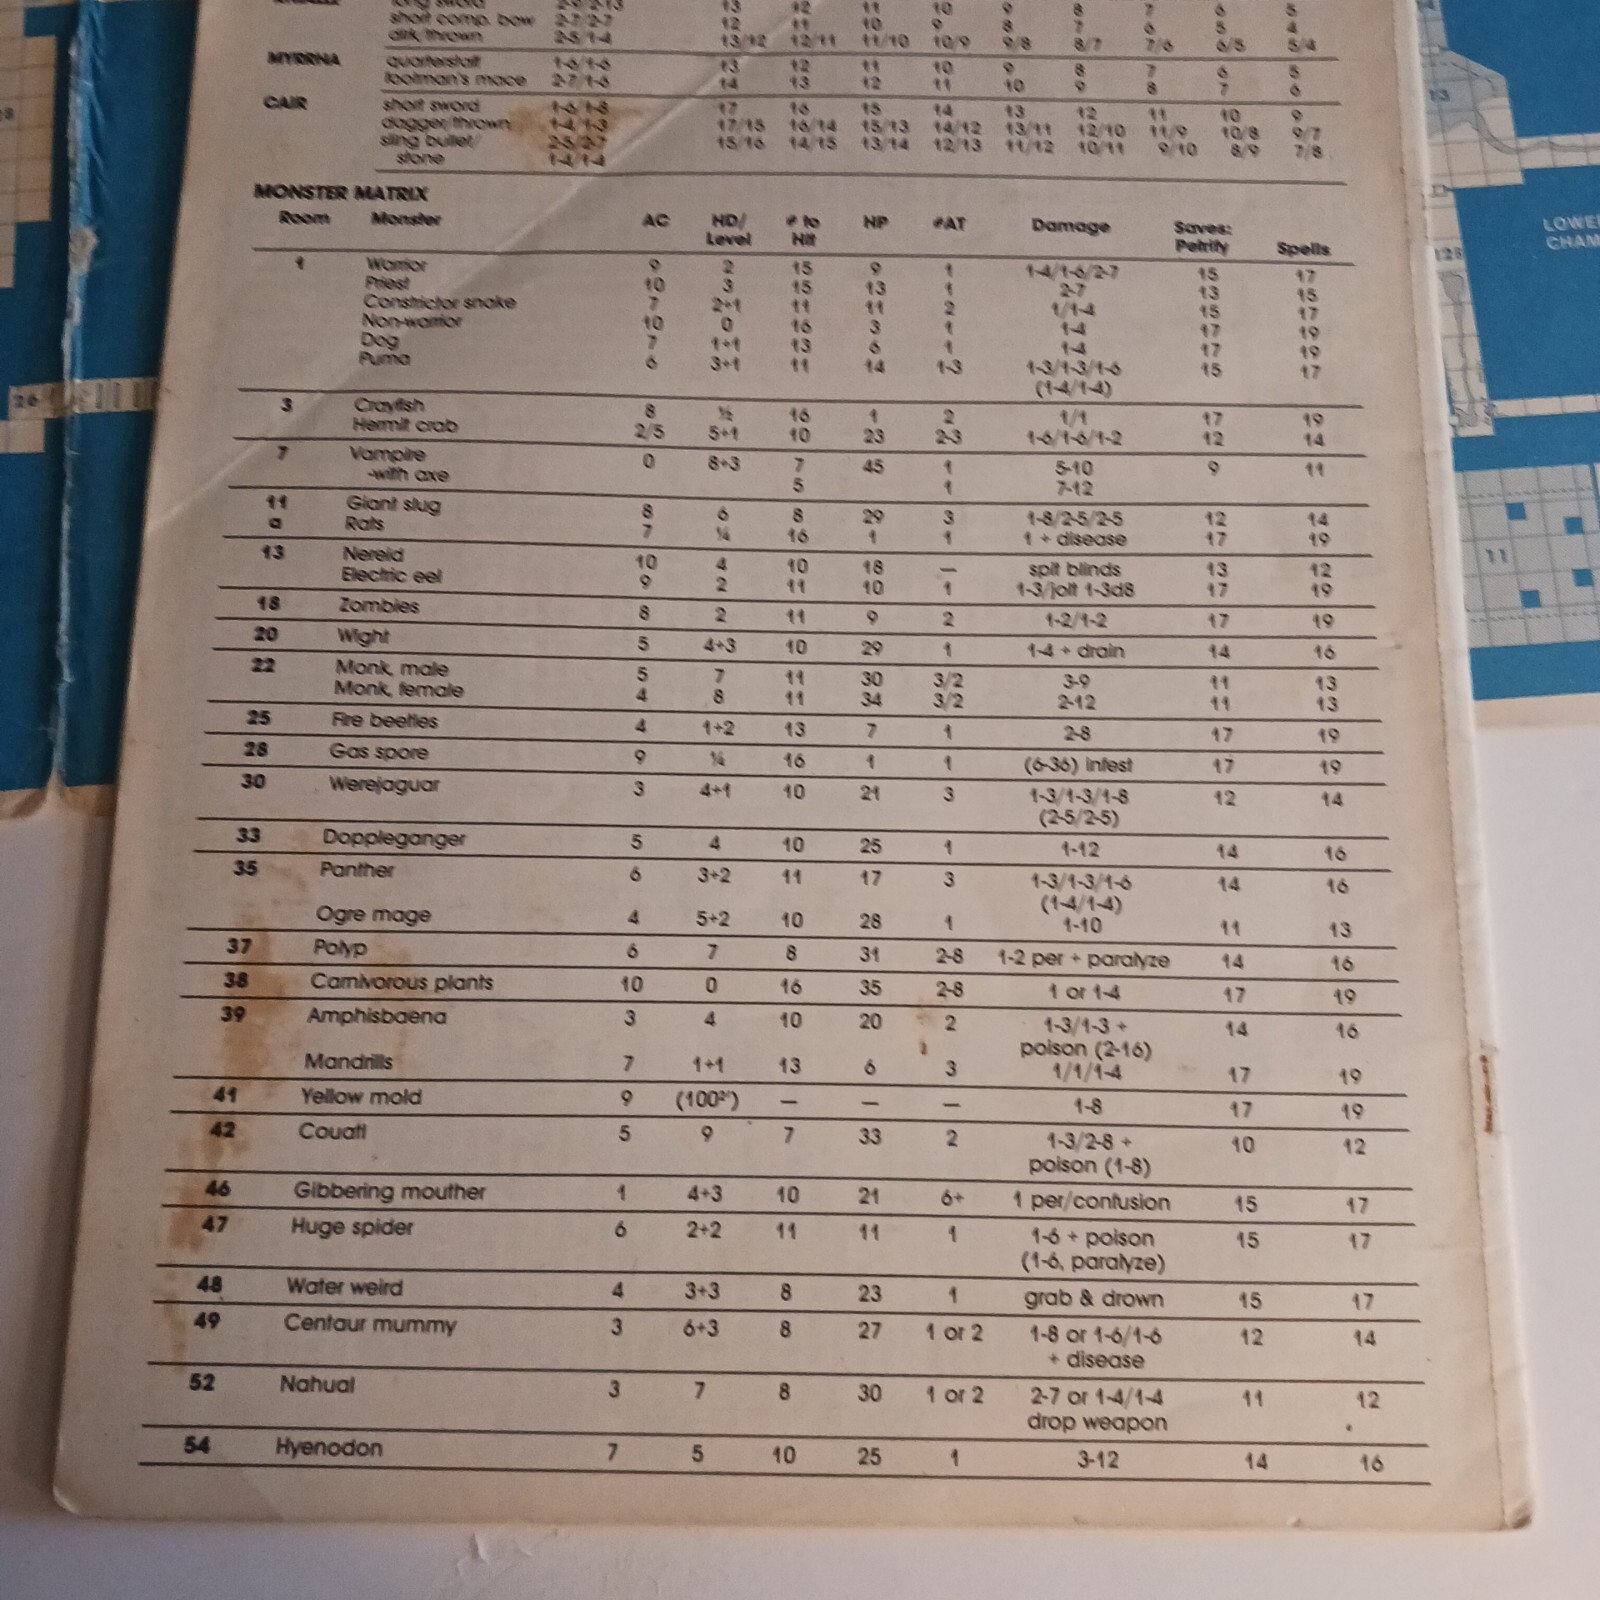 long sword 2-9/2-13 13 12 11 10 9 8 7 6 5
short comp. bow 2-7/2-7 12 11 10 9 8 7 6 5 4
dirk/thrown 2-5/1-4 13/12 12/11 11/10 10/9 9/8 8/7 7/6 6/5 5/4
MYRRHA quarterstaff 1-6/1-6 13 12 11 10 9 8 7 6 5
footman's mace 2-7/1-6 14 13 12 11 10 9 8 7 6
CAIR short sword 1-6/1-8 17 16 15 14 13 12 11 10 9
dagger/thrown 1-4/1-3 17/15 16/14 15/13 14/12 13/11 12/10 11/9 10/8 9/7
sling bullet/ 2-5/2-7 15/16 14/15 13/14 12/13 11/12 10/11 9/10 8/9 7/8
stone 1-4/1-4
MONSTER MATRIX
Room Monster AC HD/ # to HP #AT Damage Saves:
Level Hit Petrify Spells
1 Warrior 9 2 15 9 1 1-4/1-6/2-7 15 17
Priest 10 3 15 13 1 2-7 13 15
Constrictor snake 7 2+1 11 11 2 1/1-4 15 17
Non-warrior 10 0 16 3 1 1-4 17 19
Dog 7 1+1 13 6 1 1-4 17 19
Puma 6 3+1 11 14 1-3 1-3/1-3/1-6 15 17
(1-4/1-4)
3 Crayfish 8 ½ 16 1 2 1/1 17 19
Hermit crab 2/5 5+1 10 23 2-3 1-6/1-6/1-2 12 14
7 Vampire 0 8+3 7 45 1 5-10 9 11
-with axe 5 1 7-12
11 Giant slug 8 6 8 29 3 1-8/2-5/2-5 12 14
a Rats 7 ¼ 16 1 1 1 + disease 17 19
13 Nereid 10 4 10 18 — spit blinds 13 12
Electric eel 9 2 11 10 1 1-3/jolt 1-3d8 17 19
18 Zombies 8 2 11 9 2 1-2/1-2 17 19
20 Wight 5 4+3 10 29 1 1-4 + drain 14 16
22 Monk, male 5 7 11 30 3/2 3-9 11 13
Monk, female 4 8 11 34 3/2 2-12 11 13
25 Fire beetles 4 1+2 13 7 1 2-8 17 19
28 Gas spore 9 ¼ 16 1 1 (6-36) infest 17 19
30 Werejaguar 3 4+1 10 21 3 1-3/1-3/1-8 12 14
(2-5/2-5)
33 Doppleganger 5 4 10 25 1 1-12 14 16
35 Panther 6 3+2 11 17 3 1-3/1-3/1-6 14 16
(1-4/1-4)
Ogre mage 4 5+2 10 28 1 1-10 11 13
37 Polyp 6 7 8 31 2-8 1-2 per + paralyze 14 16
38 Carnivorous plants 10 0 16 35 2-8 1 or 1-4 17 19
39 Amphisbaena 3 4 10 20 2 1-3/1-3 + 14 16
poison (2-16)
Mandrills 7 1+1 13 6 3 1/1/1-4 17 19
41 Yellow mold 9 (100²') — — — 1-8 17 19
42 Couatl 5 9 7 33 2 1-3/2-8 + 10 12
poison (1-8)
46 Gibbering mouther 1 4+3 10 21 6+ 1 per/confusion 15 17
47 Huge spider 6 2+2 11 11 1 1-6 + poison 15 17
(1-6, paralyze)
48 Water weird 4 3+3 8 23 1 grab & drown 15 17
49 Centaur mummy 3 6+3 8 27 1 or 2 1-8 or 1-6/1-6 12 14
+ disease
52 Nahual 3 7 8 30 1 or 2 2-7 or 1-4/1-4 11 12
drop weapon
54 Hyenodon 7 5 10 25 1 3-12 14 16
26
13
LOWE
CHAM
11